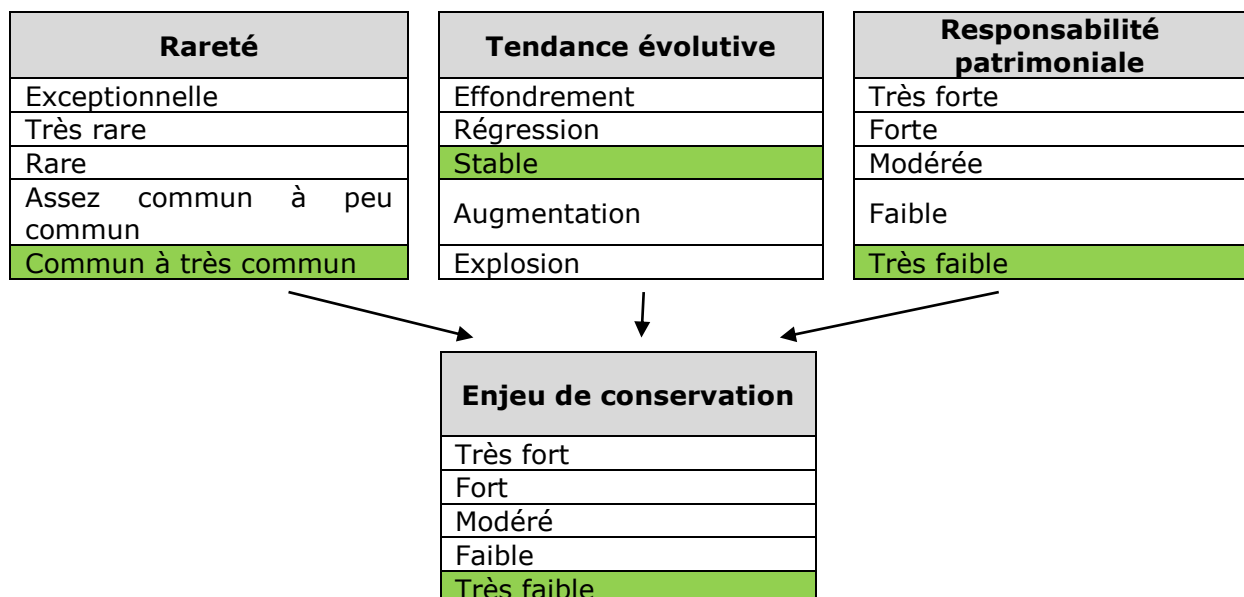 Rareté
Exceptionnelle
Très rare
Rare
Assez commun à peu
commun
Commun à très commun
Tendance évolutive
Effondrement
Régression
Stable
Augmentation
Explosion
Responsabilité
patrimoniale
Très forte
Forte
Modérée
Faible
Très faible
Enjeu de conservation
Très fort
Fort
Modéré
Faible
Très faible